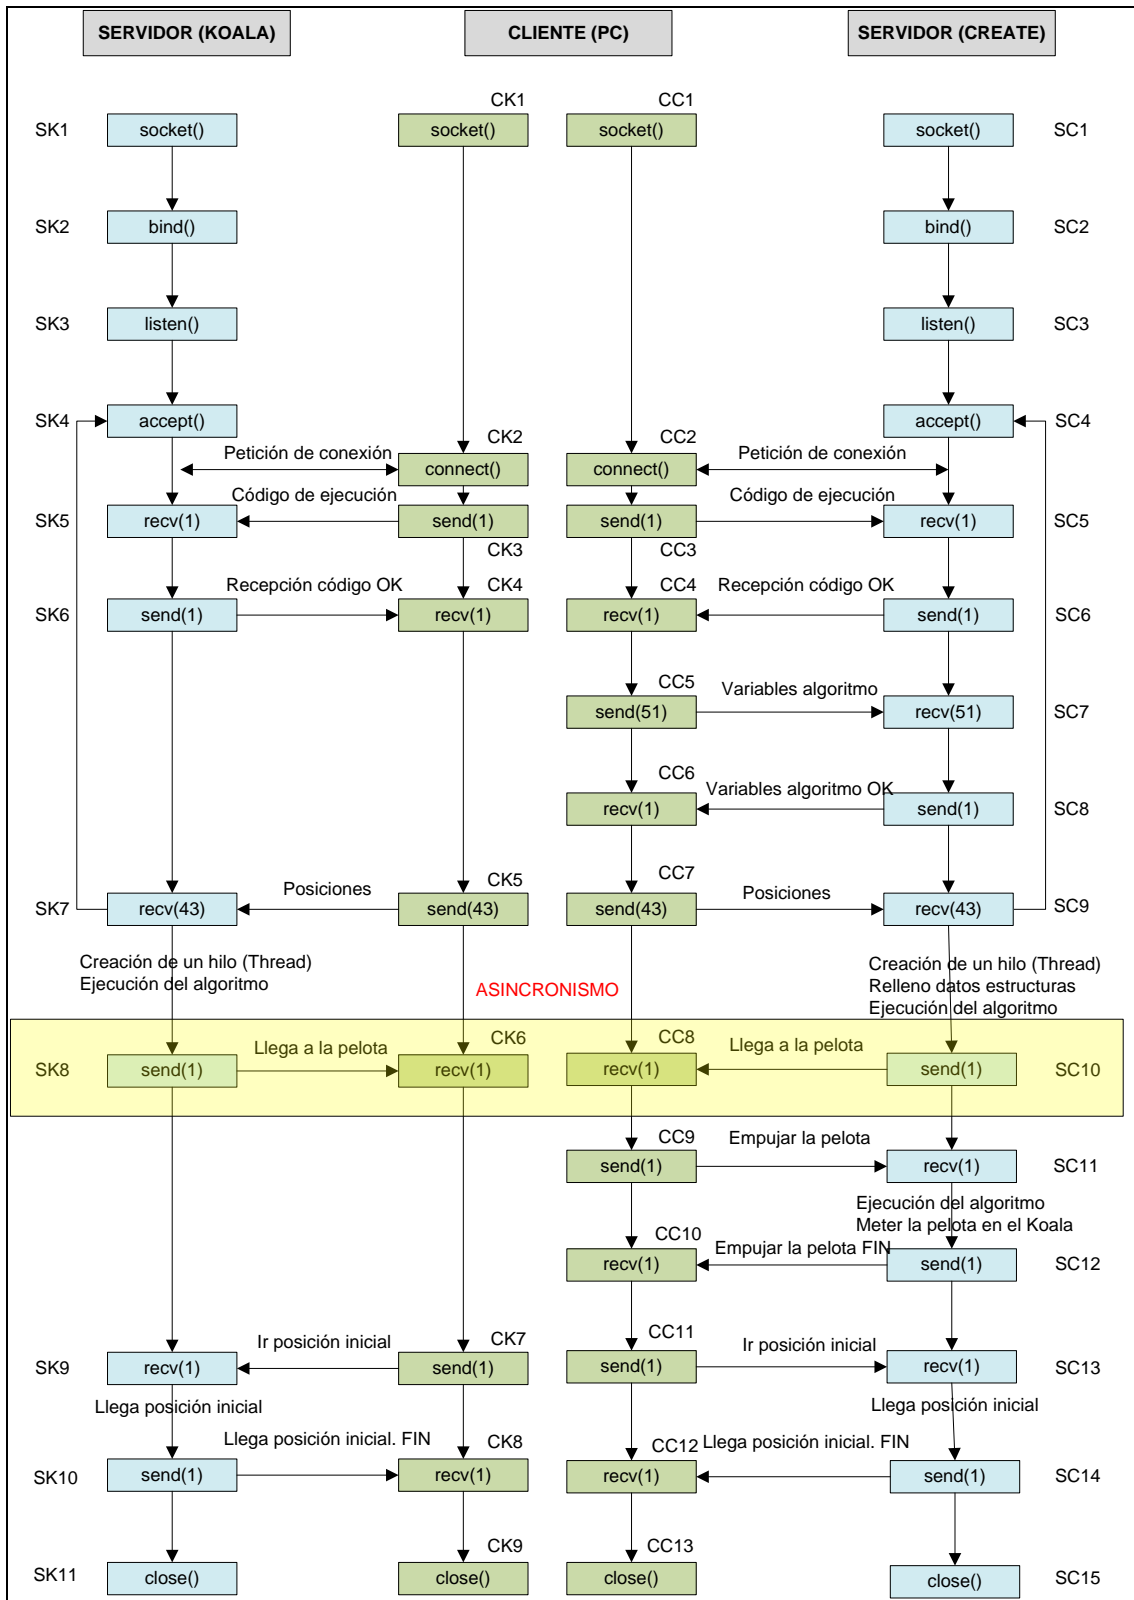 SERVIDOR (KOALA)
CLIENTE (PC)
SERVIDOR (CREATE)
CK1
CC1
SK1
socket()
socket()
socket()
socket()
SC1
SK2
bind()
bind()
SC2
SK3
listen()
listen()
SC3
SK4
accept()
accept()
SC4
CK2
CC2
Petición de conexión
connect()
connect()
Petición de conexión
Código de ejecución
Código de ejecución
SK5
recv(1)
send(1)
send(1)
recv(1)
SC5
CK3
CC3
Recepción código OK
CK4
CC4
Recepción código OK
SK6
send(1)
recv(1)
recv(1)
send(1)
SC6
CC5
Variables algoritmo
send(51)
recv(51)
SC7
CC6
Variables algoritmo OK
recv(1)
send(1)
SC8
Posiciones
CK5
CC7
Posiciones
SK7
recv(43)
send(43)
send(43)
recv(43)
SC9
Creación de un hilo (Thread)
Ejecución del algoritmo
ASINCRONISMO
Creación de un hilo (Thread)
Relleno datos estructuras
Ejecución del algoritmo
Llega a la pelota
CK6
CC8
Llega a la pelota
SK8
send(1)
recv(1)
recv(1)
send(1)
SC10
CC9
Empujar la pelota
send(1)
recv(1)
SC11
Ejecución del algoritmo
Meter la pelota en el Koala
CC10
Empujar la pelota FIN
recv(1)
send(1)
SC12
Ir posición inicial
CK7
CC11
Ir posición inicial
SK9
recv(1)
send(1)
send(1)
recv(1)
SC13
Llega posición inicial
Llega posición inicial
Llega posición inicial. FIN
CK8
CC12
Llega posición inicial. FIN
SK10
send(1)
recv(1)
recv(1)
send(1)
SC14
CK9
CC13
SK11
close()
close()
close()
close()
SC15